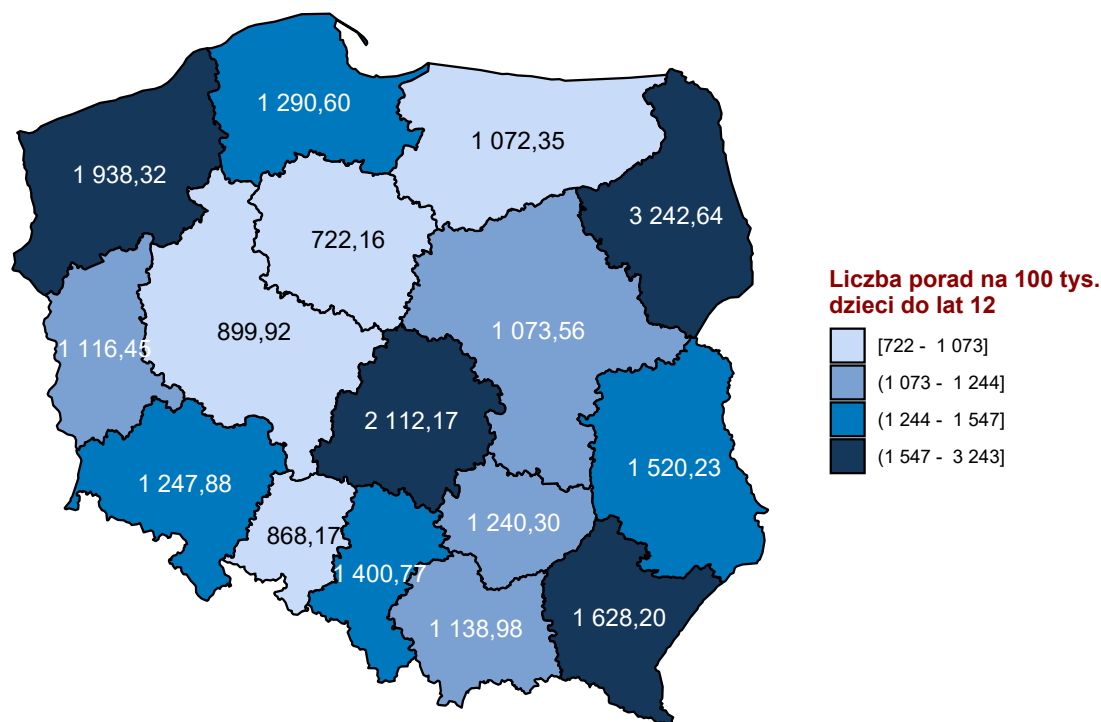 1 290,60
1 072,35
1 938,32
3 242,64
722,16
899,92
1 073,56
1 116,45
2 112,17
1 520,23
1 247,88
1 240,30
868,17
1 400,77
1 628,20
1 138,98
Liczba porad na 100 tys.
dzieci do lat 12
[722 - 1 073]
(1 073 - 1 244]
(1 244 - 1 547]
(1 547 - 3 243]